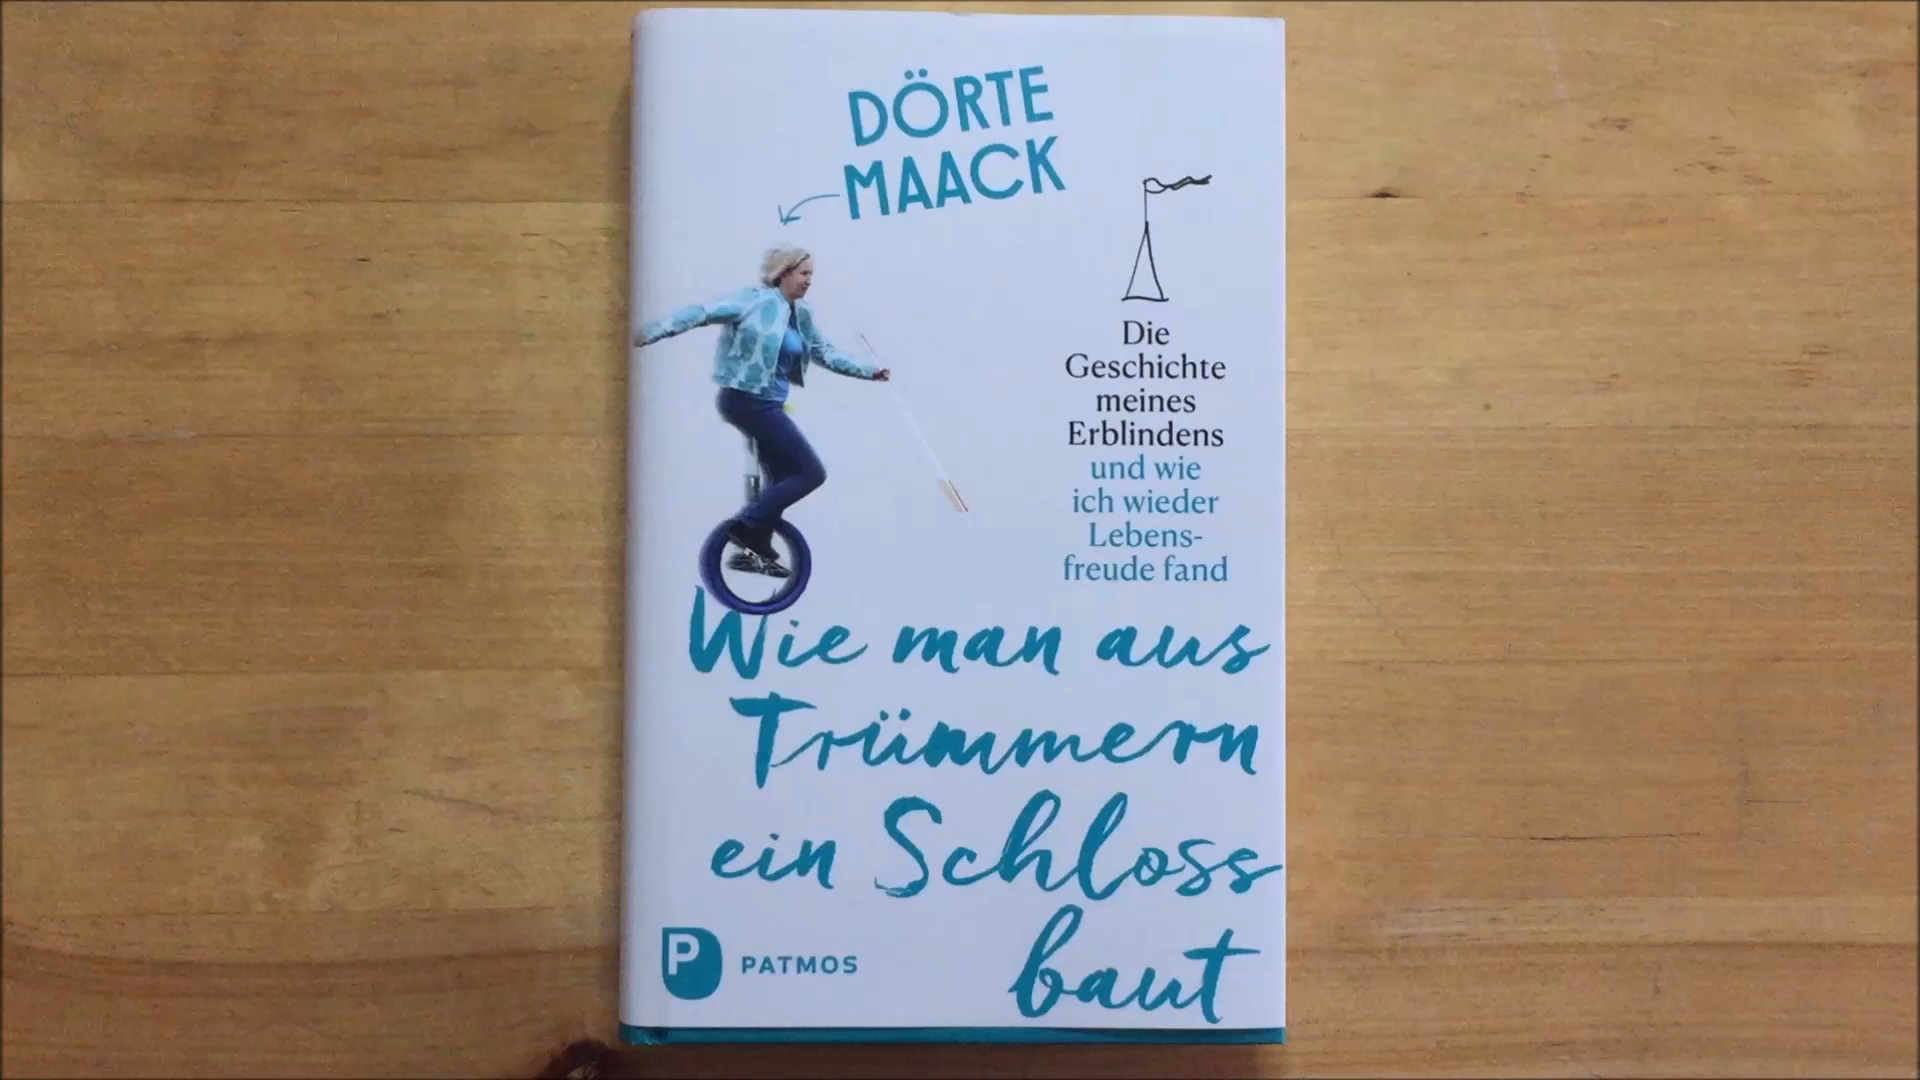 DÖRTE
MAACK
Die
Geschichte
meines
Erblindens
und wie
ich wieder
Lebens-
freude fand
Wie man aus
Trümmern
ein Schloss
baut
P PATMOS